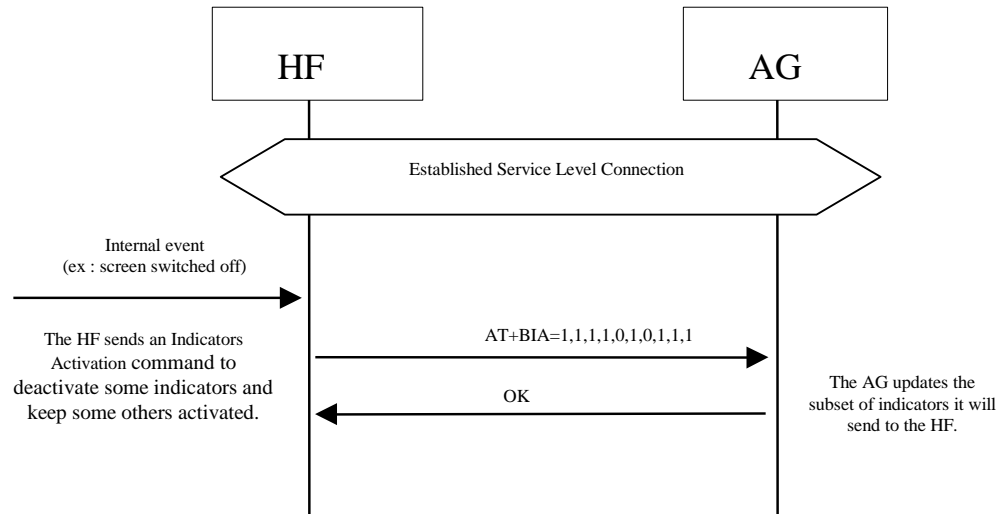 HF
AG
Established Service Level Connection
Internal event
(ex : screen switched off)
The HF sends an Indicators
Activation command to
deactivate some indicators and
keep some others activated.
AT+BIA=1,1,1,1,0,1,0,1,1,1
OK
The AG updates the
subset of indicators it will
send to the HF.